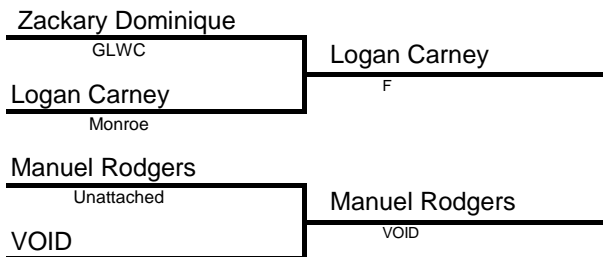 Zackary Dominique
GLWC
Logan Carney
F
Logan Carney
Monroe
Manuel Rodgers
Unattached
Manuel Rodgers
VOID
VOID